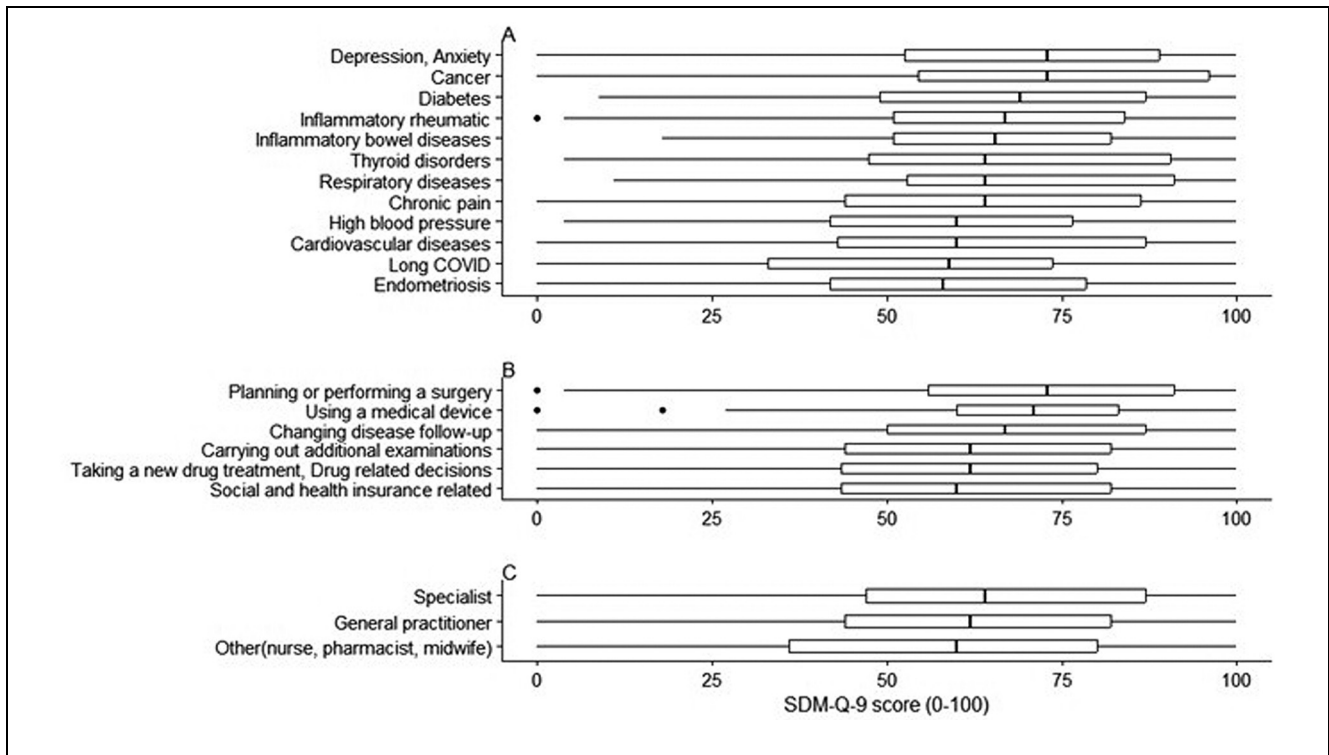 A
Depression, Anxiety
Cancer
Diabetes
Inflammatory rheumatic
Inflammatory bowel diseases
Thyroid disorders
Respiratory diseases
Chronic pain
High blood pressure
Cardiovascular diseases
Long COVID
Endometriosis
0 25 50 75 100
B
Planning or performing a surgery
Using a medical device
Changing disease follow-up
Carrying out additional examinations
Taking a new drug treatment, Drug related decisions
Social and health insurance related
0 25 50 75 100
C
Specialist
General practitioner
Other(nurse, pharmacist, midwife)
0 25 50 75 100
SDM-Q-9 score (0-100)